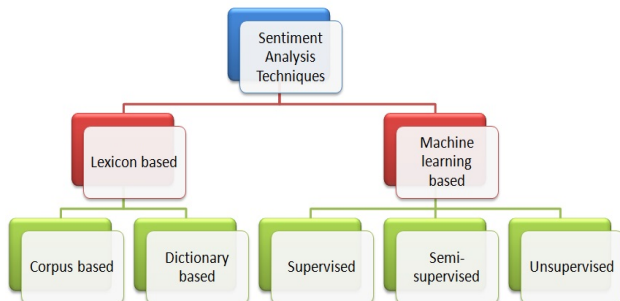 Sentiment
Analysis
Techniques
Lexicon based
Machine
learning
based
Corpus based
Dictionary
based
Supervised
Semi-
supervised
Unsupervised